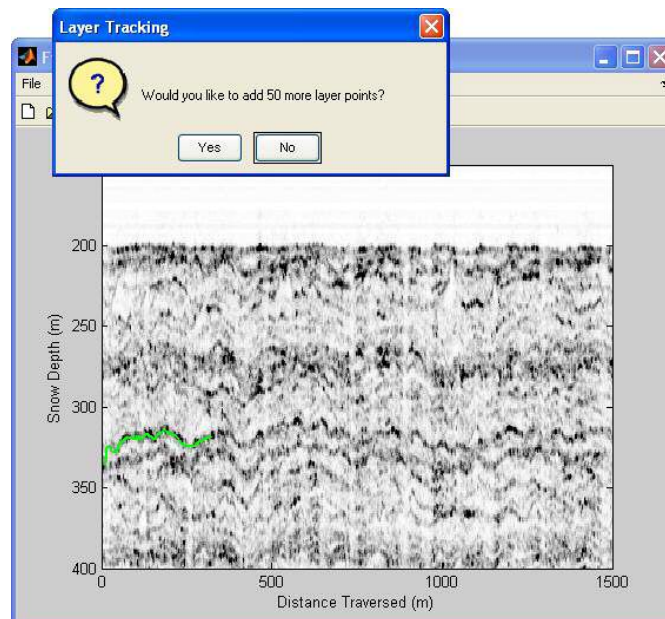 Layer Tracking
?
Would you like to add 50 more layer points?
Yes
No
F
File
200
250
300
350
400
0
500
1000
1500
Snow Depth (m)
Distance Traversed (m)